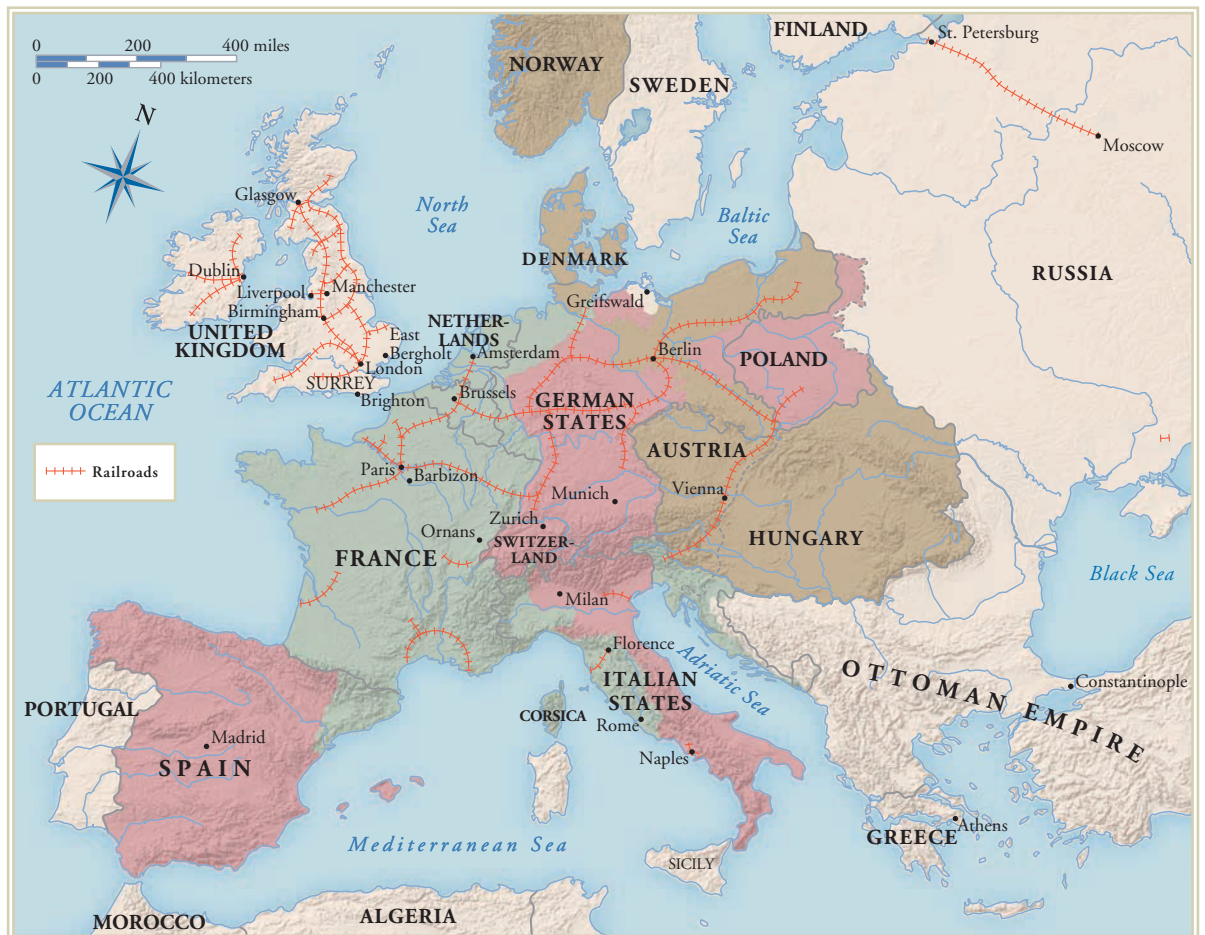 0 200 400 miles
0 200 400 kilometers
N
NORWAY
SWEDEN
FINLAND
St. Petersburg
Moscow
Glasgow
North
Sea
Baltic
Sea
DENMARK
RUSSIA
Dublin
Liverpool
Manchester
Birmingham
UNITED
KINGDOM
East
Bergholt
London
SURREY
Brighton
NETHER-
LANDS
Amsterdam
Brussels
Greifswald
Berlin
POLAND
GERMAN
STATES
ATLANTIC
OCEAN
Railroads
Paris
Barbizon
AUSTRIA
Munich
Vienna
Zurich
Ornans
SWITZER-
LAND
FRANCE
HUNGARY
Black Sea
Milan
Florence
Adriatic Sea
ITALIAN
STATES
CORSICA
Rome
Naples
OTTOMAN EMPIRE
Constantinople
PORTUGAL
Madrid
SPAIN
Mediterranean Sea
SICILY
GREECE
Athens
MOROCCO
ALGERIA